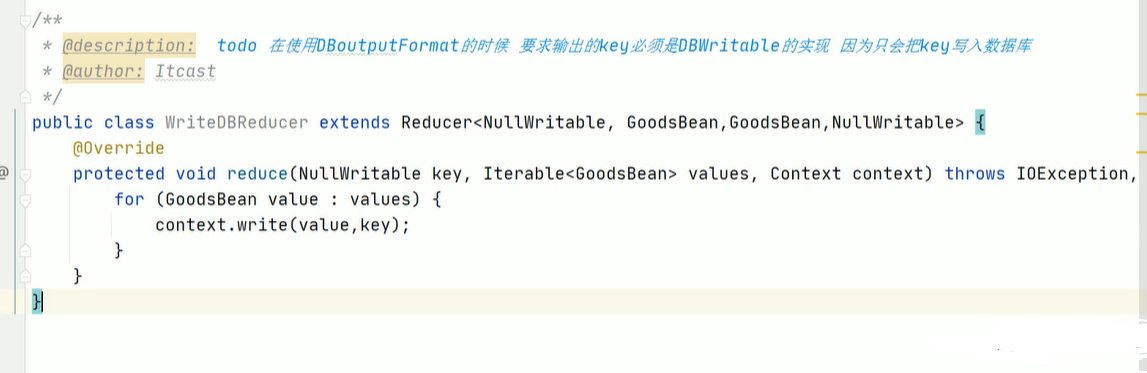 /**
* @description: todo 在使用DBoutputFormat的时候 要求输出的key必须是DBWritable的实现 因为只会把key写入数据库
* @author: Itcast
*/
public class WriteDBReducer extends Reducer<NullWritable, GoodsBean,GoodsBean,NullWritable> {
@Override
@
protected void reduce(NullWritable key, Iterable<GoodsBean> values, Context context) throws IOException,
for (GoodsBean value : values) {
context.write(value,key);
}
}
}